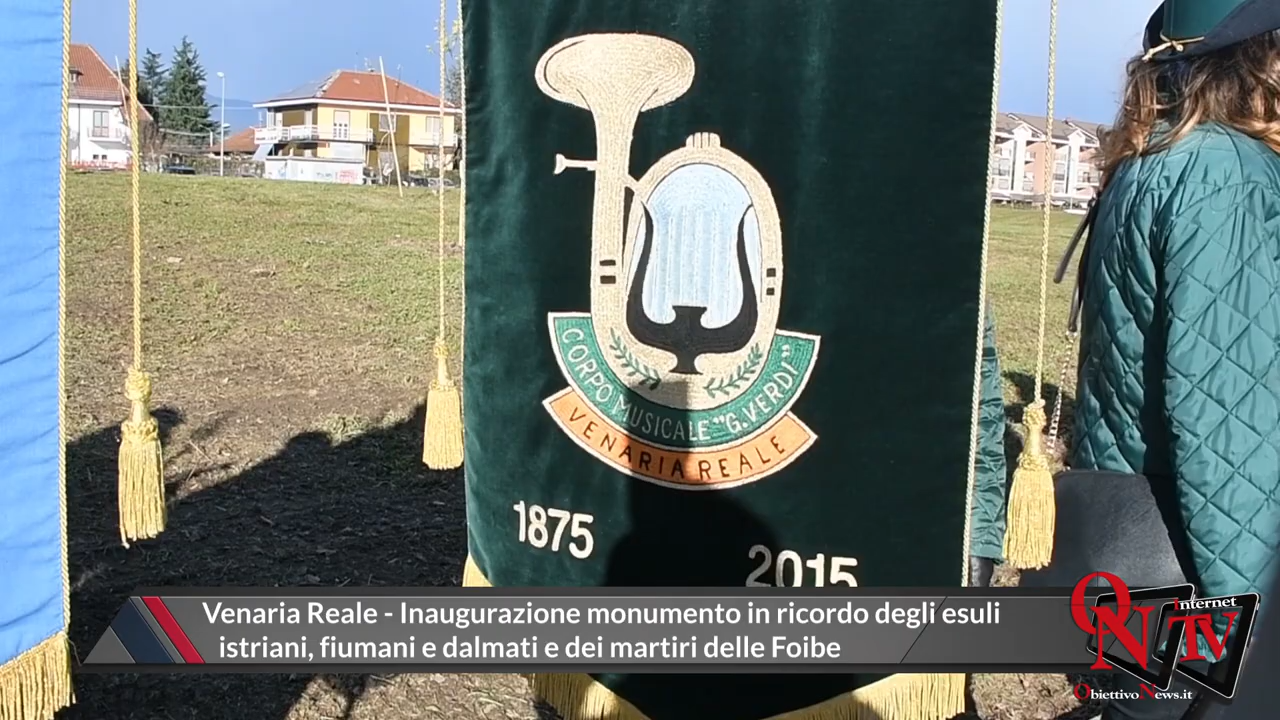 CORPO MUSICALE "G.VERDI"
VENARIA REALE
1875
2015
Venaria Reale - Inaugurazione monumento in ricordo degli esuli
istriani, fiumani e dalmati e dei martiri delle Foibe
ON
Internet
TV
ObiettivoNews.it